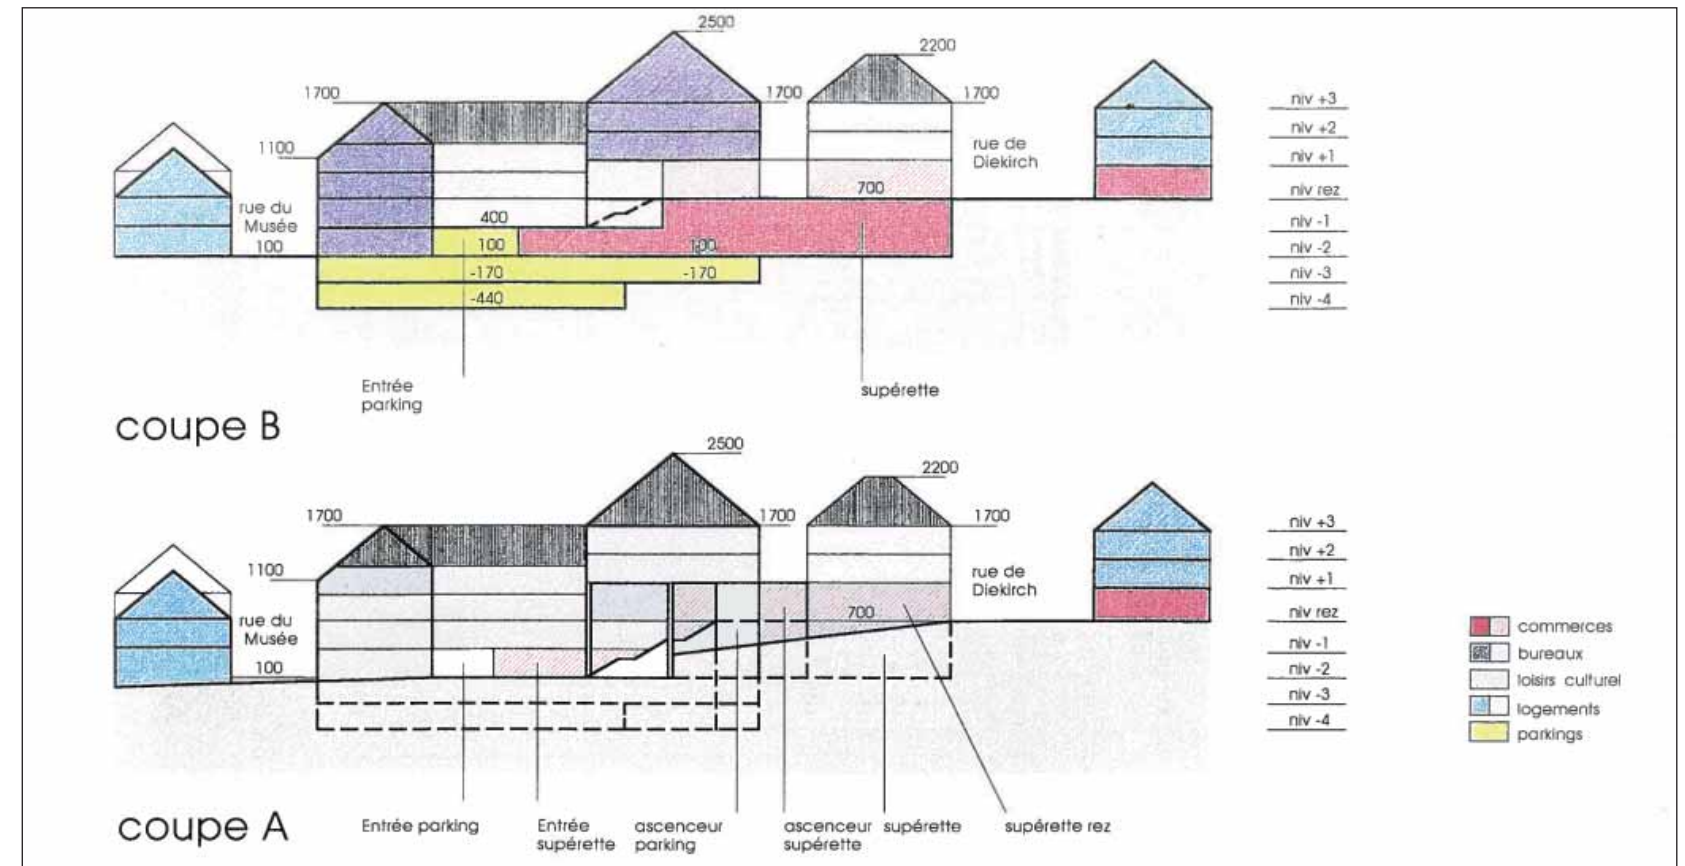 2500
2200
1700
1700
1700
niv +3
niv +2
1100
rue de
Diekirch
niv +1
700
niv rez
rue du
Musée
400
niv -1
100
100
100
niv -2
-170
-170
niv -3
-440
niv -4
Entrée
parking
supérette
coupe B
2500
2200
1700
1700
1700
niv +3
niv +2
1100
rue de
Diekirch
niv +1
700
niv rez
rue du
Musée
niv -1
100
niv -2
niv -3
niv -4
commerces
bureaux
loisirs culturel
logements
parkings
coupe A
Entrée parking
Entrée
supérette
ascenceur
parking
ascenceur
supérette
supérette
supérette rez